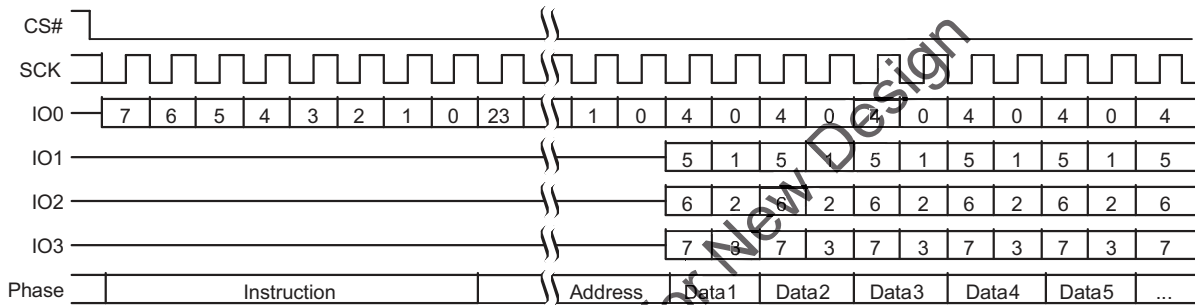 CS#
SCK
IO0 7 6 5 4 3 2 1 0 23 1 0 4 0 4 0 4 0 4 0 4 0 4
IO1 5 1 5 1 5 1 5 1 5 1 5
IO2 6 2 6 2 6 2 6 2 6 2 6
IO3 7 3 7 3 7 3 7 3 7 3 7
Phase Instruction Address Data1 Data2 Data3 Data4 Data5 ...
for New Design